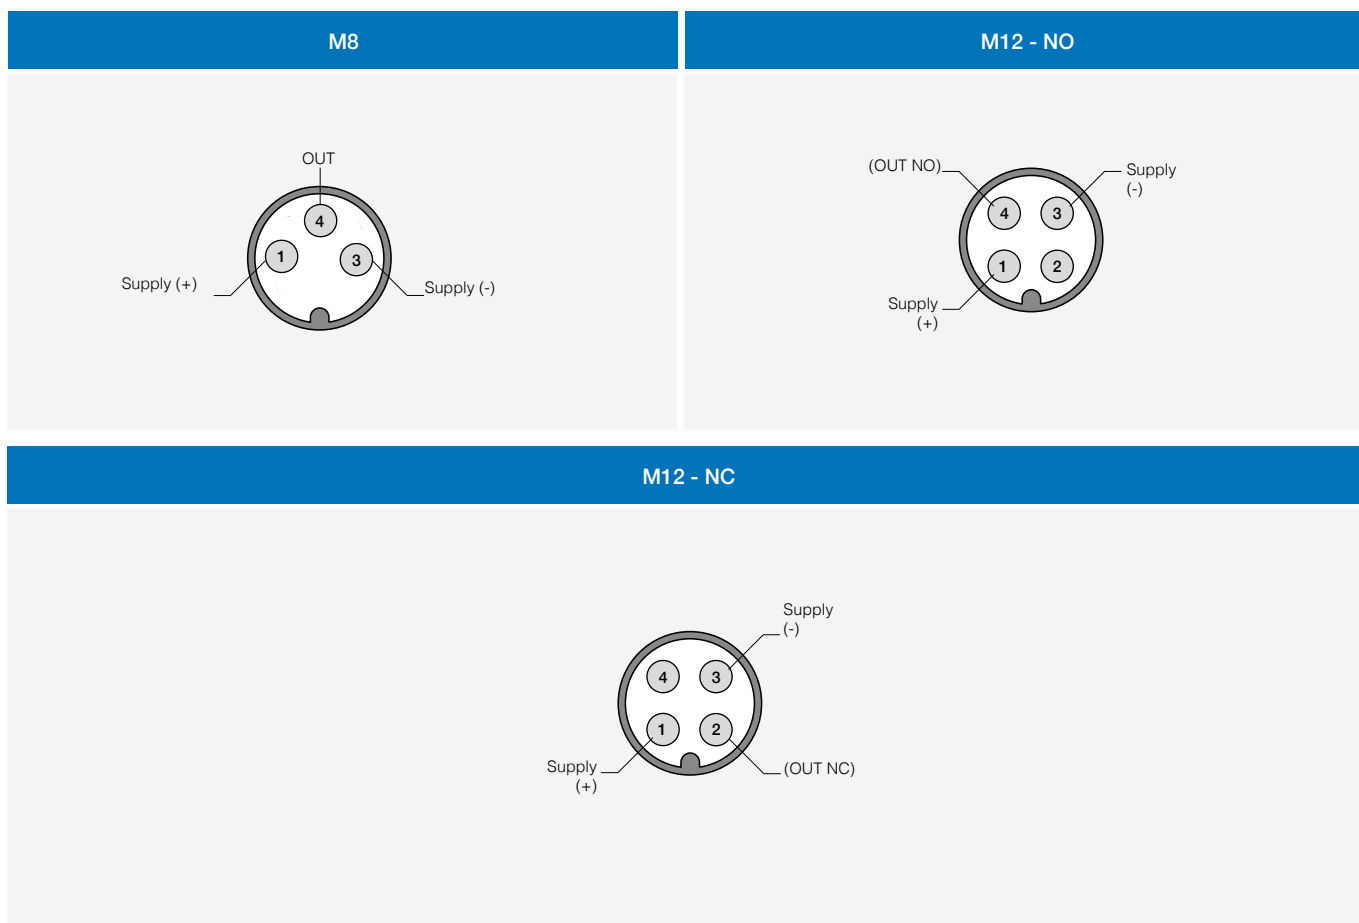 M8
OUT
4
1
3
Supply (+)
Supply (-)
M12 - NO
(OUT NO)
Supply
(-)
4
3
1
2
Supply
(+)
M12 - NC
Supply
(-)
4
3
1
2
Supply
(+)
(OUT NC)